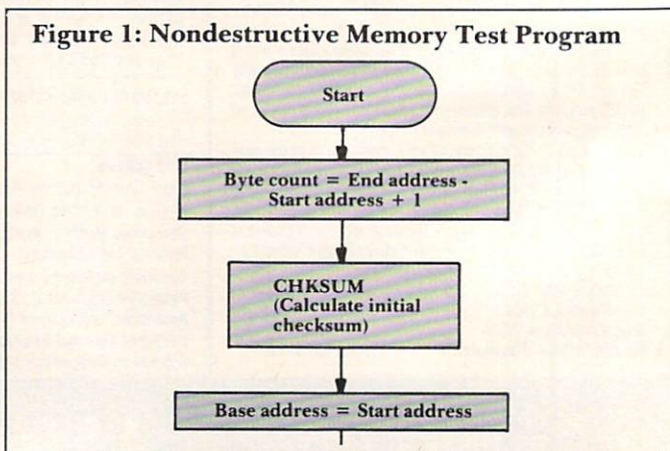 Figure 1: Nondestructive Memory Test Program
Start
Byte count = End address -
Start address + 1
CHKSUM
(Calculate initial
checksum)
Base address = Start address